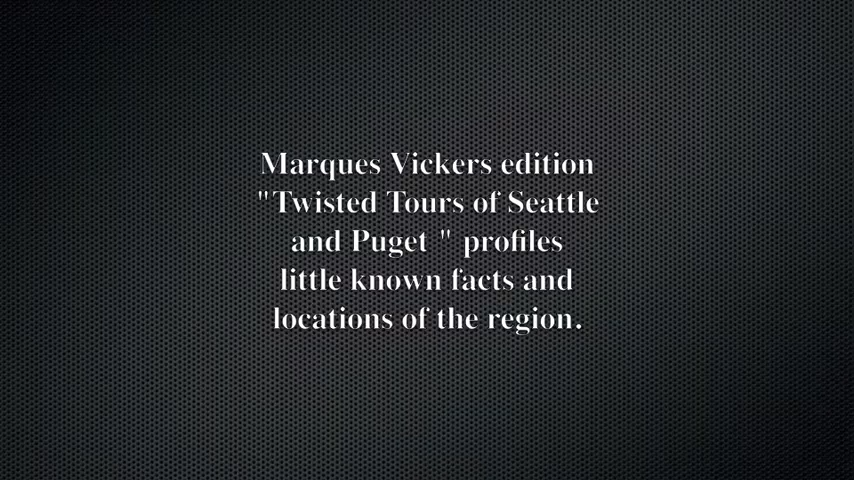 Marques Vickers edition
"Twisted Tours of Seattle
and Puget " profiles
little known facts and
locations of the region.